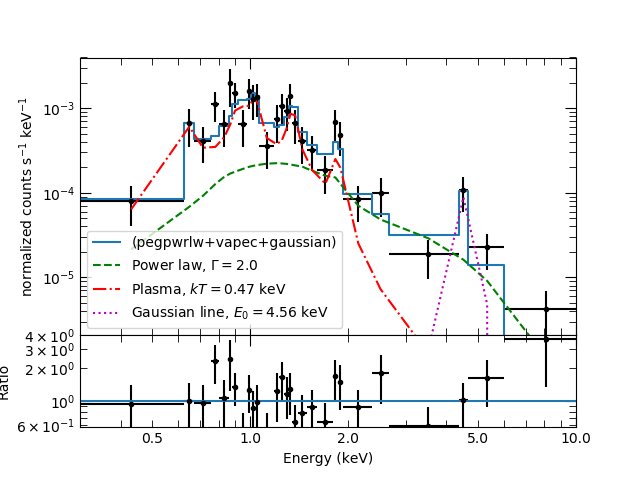 normalized counts s⁻¹ keV⁻¹
10⁻³
10⁻⁴
10⁻⁵
(pegpwrlw+vapec+gaussian)
Power law, Γ = 2.0
Plasma, kT = 0.47 keV
Gaussian line, E₀ = 4.56 keV
Ratio
4 × 10⁰
3 × 10⁰
2 × 10⁰
10⁰
6 × 10⁻¹
0.5 1.0 2.0 5.0 10.0
Energy (keV)